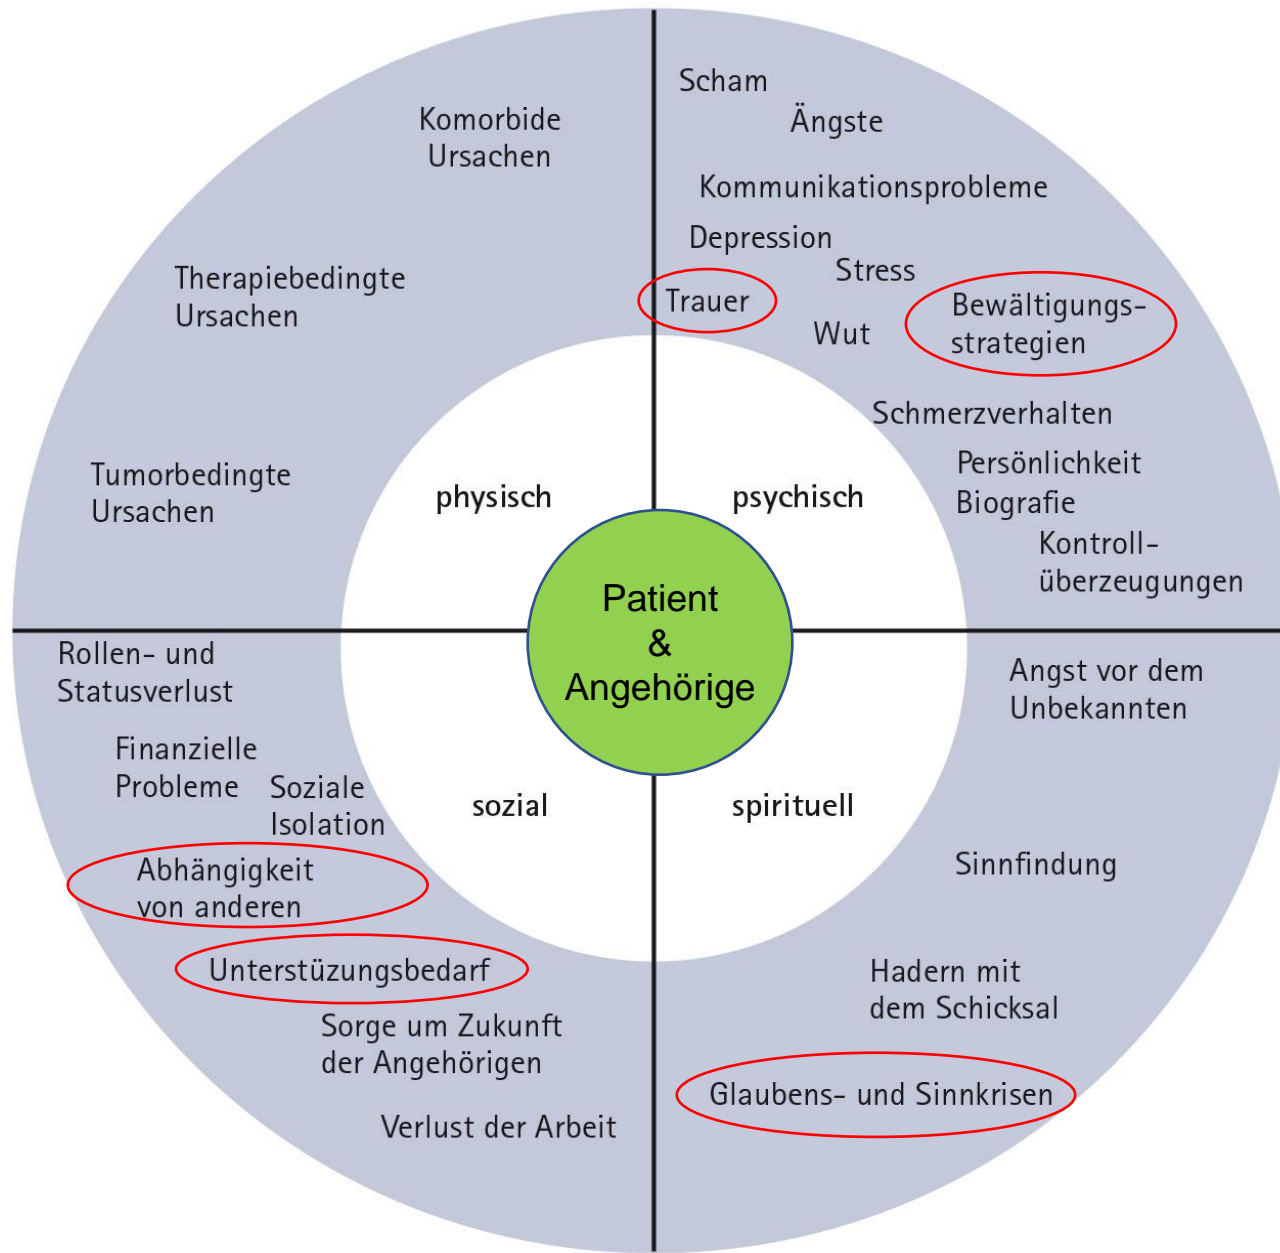 Komorbide
Ursachen
Therapiebedingte
Ursachen
Tumorbedingte
Ursachen
physisch
Scham
Ängste
Kommunikationsprobleme
Depression
Stress
Trauer
Wut
Bewältigungs-
strategien
Schmerzverhalten
Persönlichkeit
Biografie
Kontroll-
überzeugungen
psychisch
Patient
&
Angehörige
Rollen- und
Statusverlust
Finanzielle
Probleme
Soziale
Isolation
Abhängigkeit
von anderen
Unterstüzungsbedarf
Sorge um Zukunft
der Angehörigen
Verlust der Arbeit
sozial
spirituell
Angst vor dem
Unbekannten
Sinnfindung
Hadern mit
dem Schicksal
Glaubens- und Sinnkrisen